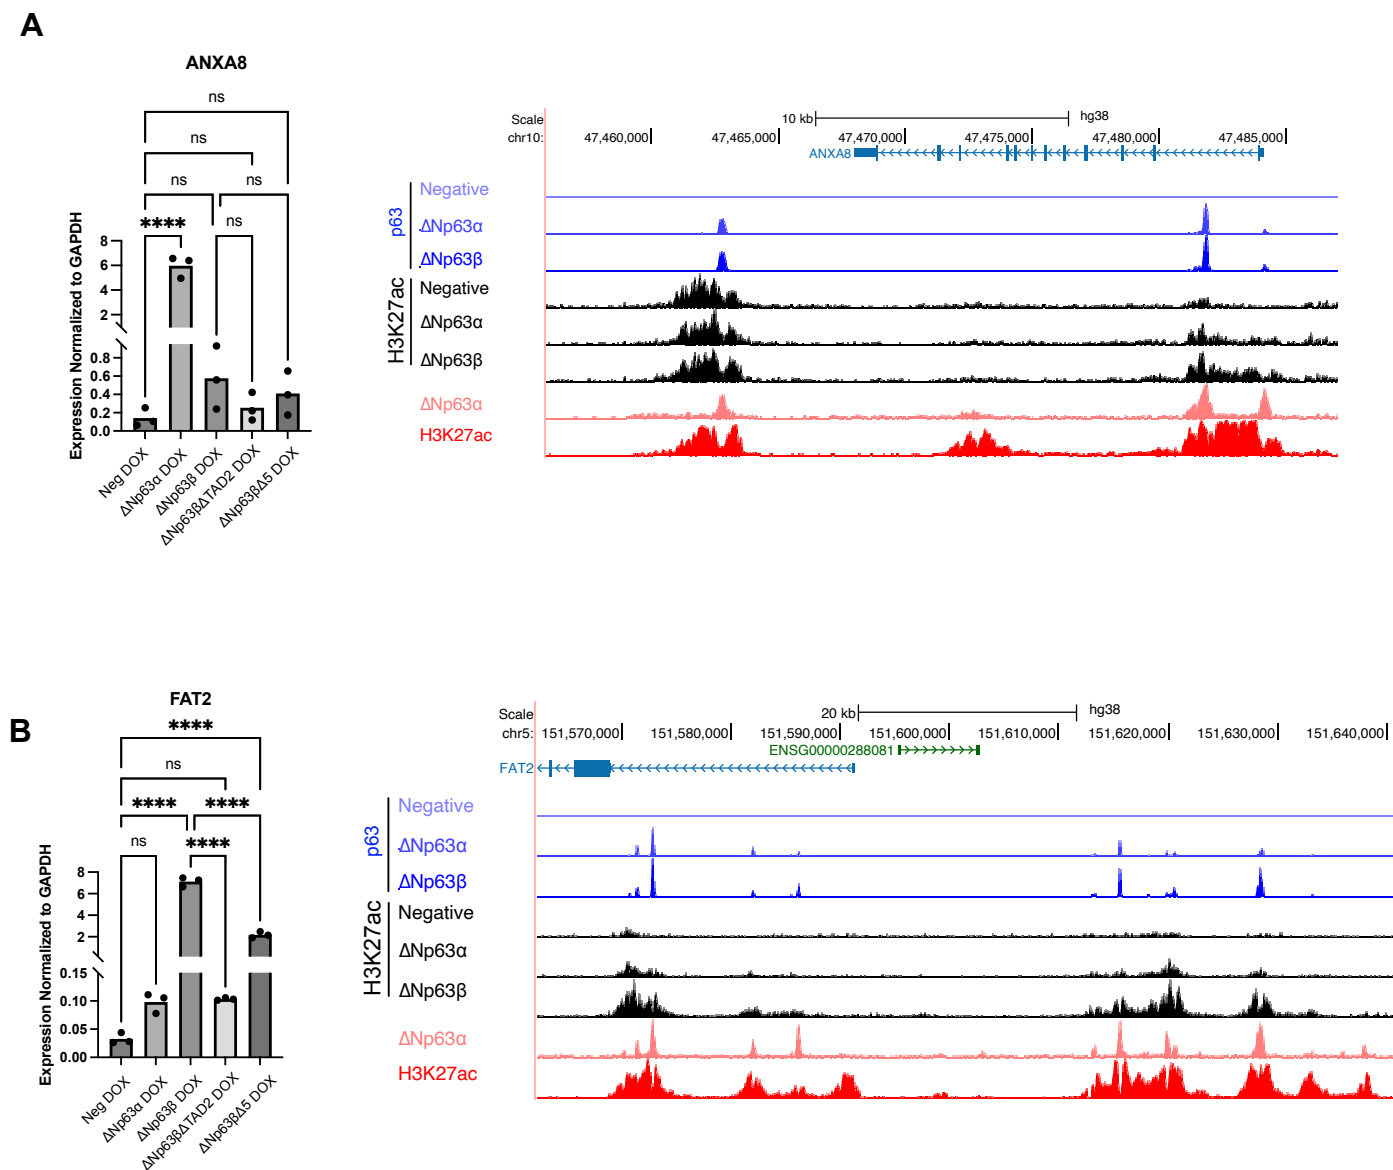 A
ANXA8
ns
ns
ns
ns
****
ns
Expression Normalized to GAPDH
8
6
4
2
0.8
0.6
0.4
0.2
0.0
Neg DOX
ΔNp63α DOX
ΔNp63β DOX
ΔNp63βΔTAD2 DOX
ΔNp63βΔ5 DOX
Scale
10 kb
hg38
chr10:
47,460,000
47,465,000
47,470,000
47,475,000
47,480,000
47,485,000
ANXA8
p63
Negative
ΔNp63α
ΔNp63β
H3K27ac
Negative
ΔNp63α
ΔNp63β
ΔNp63α
H3K27ac
B
FAT2
****
ns
****
****
ns
****
Expression Normalized to GAPDH
8
6
4
2
0.15
0.10
0.05
0.00
Neg DOX
ΔNp63α DOX
ΔNp63β DOX
ΔNp63βΔTAD2 DOX
ΔNp63βΔ5 DOX
Scale
20 kb
hg38
chr5:
151,570,000
151,580,000
151,590,000
151,600,000
151,610,000
151,620,000
151,630,000
151,640,000
ENSG00000288081
FAT2
p63
Negative
ΔNp63α
ΔNp63β
H3K27ac
Negative
ΔNp63α
ΔNp63β
ΔNp63α
H3K27ac